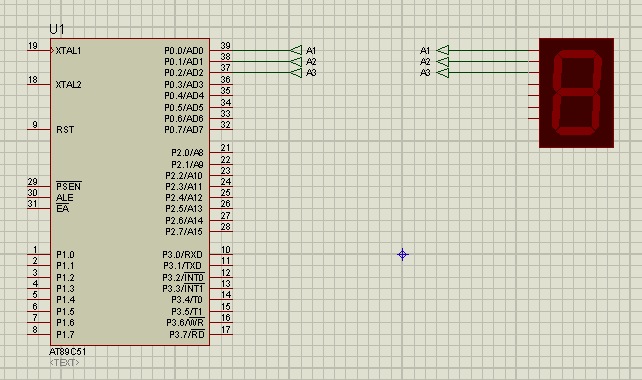 U1
19 XTAL1 P0.0/AD0 39 A1 A1
P0.1/AD1 38 A2 A2
P0.2/AD2 37 A3 A3
18 XTAL2 P0.3/AD3 36
P0.4/AD4 35
P0.5/AD5 34
P0.6/AD6 33
9 RST P0.7/AD7 32
P2.0/A8 21
P2.1/A9 22
P2.2/A10 23
29 PSEN P2.3/A11 24
30 ALE P2.4/A12 25
31 EA P2.5/A13 26
P2.6/A14 27
P2.7/A15 28
1 P1.0 P3.0/RXD 10
2 P1.1 P3.1/TXD 11
3 P1.2 P3.2/INT0 12
4 P1.3 P3.3/INT1 13
5 P1.4 P3.4/T0 14
6 P1.5 P3.5/T1 15
7 P1.6 P3.6/WR 16
8 P1.7 P3.7/RD 17
AT89C51
<TEXT>